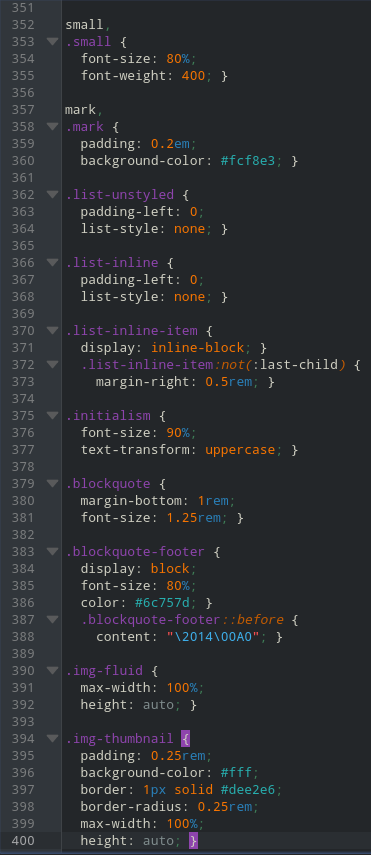 351
352 small,
353 .small {
354   font-size: 80%;
355   font-weight: 400; }
356
357 mark,
358 .mark {
359   padding: 0.2em;
360   background-color: #fcf8e3; }
361
362 .list-unstyled {
363   padding-left: 0;
364   list-style: none; }
365
366 .list-inline {
367   padding-left: 0;
368   list-style: none; }
369
370 .list-inline-item {
371   display: inline-block; }
372   .list-inline-item:not(:last-child) {
373     margin-right: 0.5rem; }
374
375 .initialism {
376   font-size: 90%;
377   text-transform: uppercase; }
378
379 .blockquote {
380   margin-bottom: 1rem;
381   font-size: 1.25rem; }
382
383 .blockquote-footer {
384   display: block;
385   font-size: 80%;
386   color: #6c757d; }
387   .blockquote-footer::before {
388     content: "\2014\00A0"; }
389
390 .img-fluid {
391   max-width: 100%;
392   height: auto; }
393
394 .img-thumbnail {
395   padding: 0.25rem;
396   background-color: #fff;
397   border: 1px solid #dee2e6;
398   border-radius: 0.25rem;
399   max-width: 100%;
400   height: auto; }